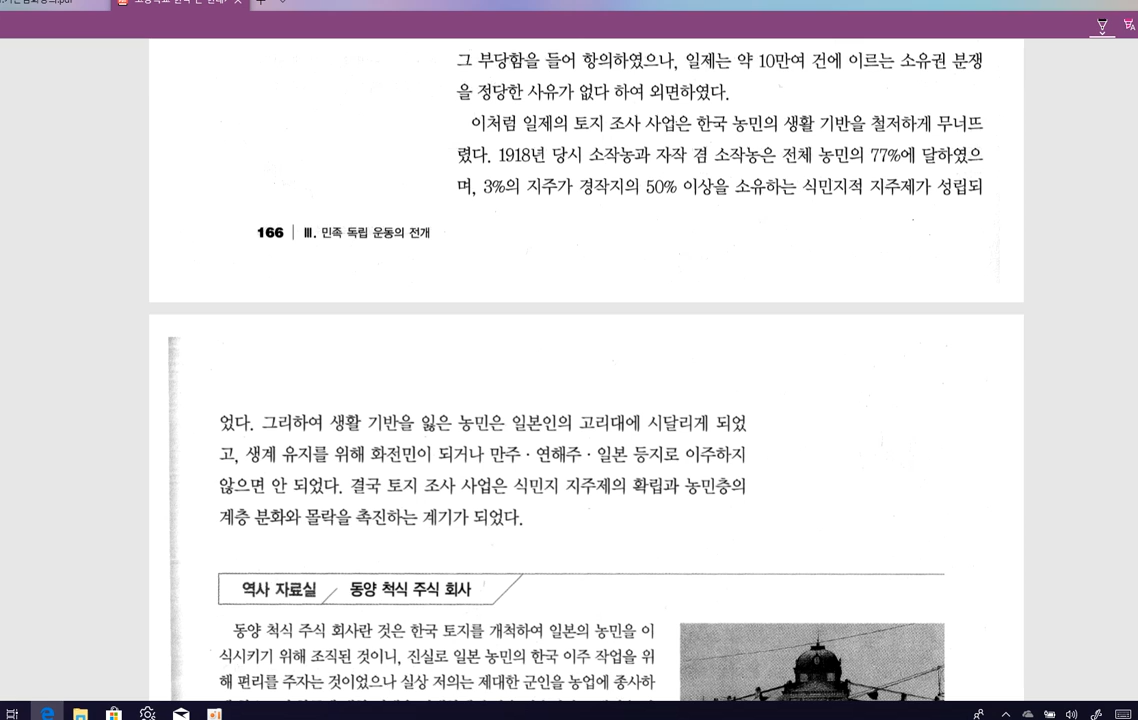 그 부당함을 들어 항의하였으나, 일제는 약 10만여 건에 이르는 소유권 분쟁
을 정당한 사유가 없다 하여 외면하였다.
이처럼 일제의 토지 조사 사업은 한국 농민의 생활 기반을 철저하게 무너뜨
렸다. 1918년 당시 소작농과 자작 겸 소작농은 전체 농민의 77%에 달하였으
며, 3%의 지주가 경작지의 50% 이상을 소유하는 식민지적 지주제가 성립되
166 | Ⅲ. 민족 독립 운동의 전개
었다. 그리하여 생활 기반을 잃은 농민은 일본인의 고리대에 시달리게 되었
고, 생계 유지를 위해 화전민이 되거나 만주·연해주·일본 등지로 이주하지
않으면 안 되었다. 결국 토지 조사 사업은 식민지 지주제의 확립과 농민층의
계층 분화와 몰락을 촉진하는 계기가 되었다.
역사 자료실 / 동양 척식 주식 회사
동양 척식 주식 회사란 것은 한국 토지를 개척하여 일본의 농민을 이
식시키기 위해 조직된 것이니, 진실로 일본 농민의 한국 이주 작업을 위
해 편리를 주자는 것이었으나 실상 저의는 제대한 군인을 농업에 종사하